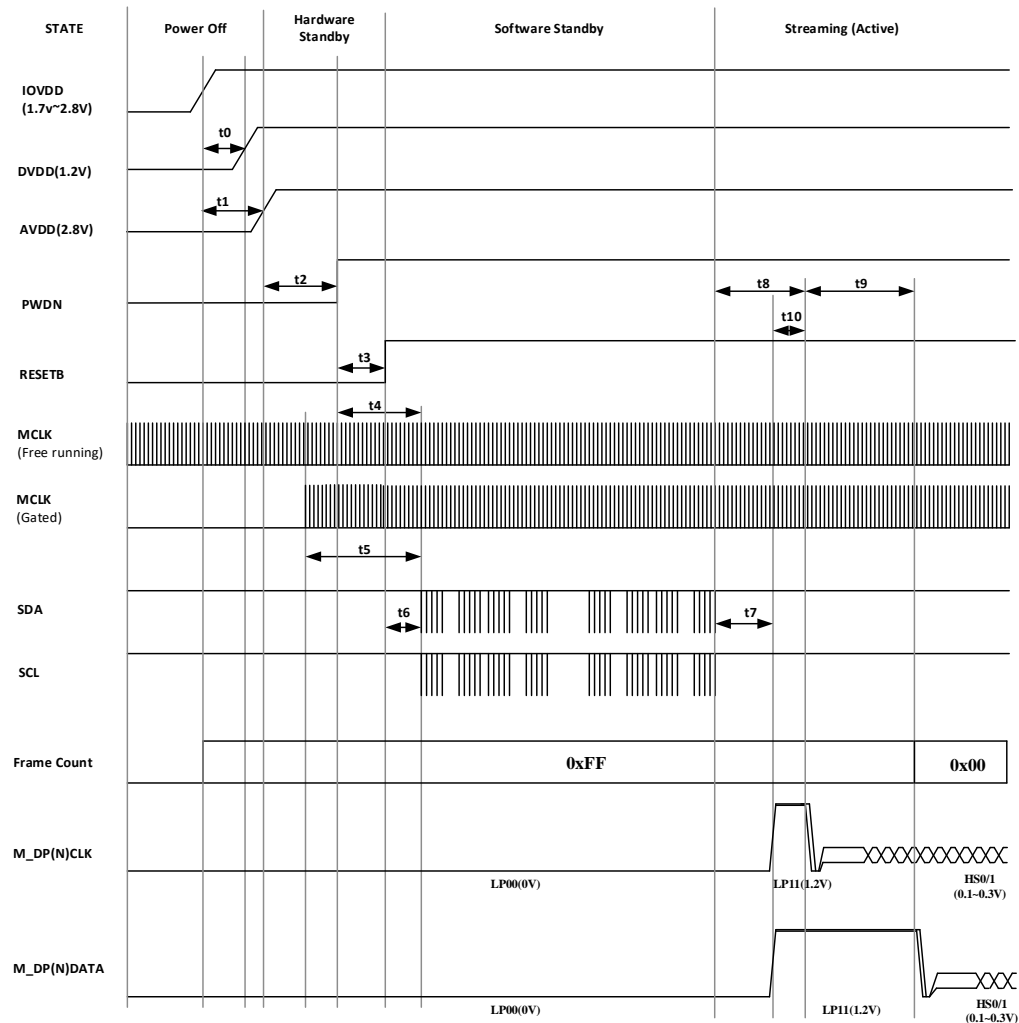 STATE
Power Off
Hardware
Standby
Software Standby
Streaming (Active)
IOVDD
(1.7v~2.8V)
t0
DVDD(1.2V)
t1
AVDD(2.8V)
t2
t8
t9
PWDN
t10
t3
RESETB
t4
MCLK
(Free running)
MCLK
(Gated)
t5
SDA
t6
t7
SCL
Frame Count
0xFF
0x00
M_DP(N)CLK
LP00(0V)
LP11(1.2V)
HS0/1
(0.1~0.3V)
M_DP(N)DATA
LP00(0V)
LP11(1.2V)
HS0/1
(0.1~0.3V)